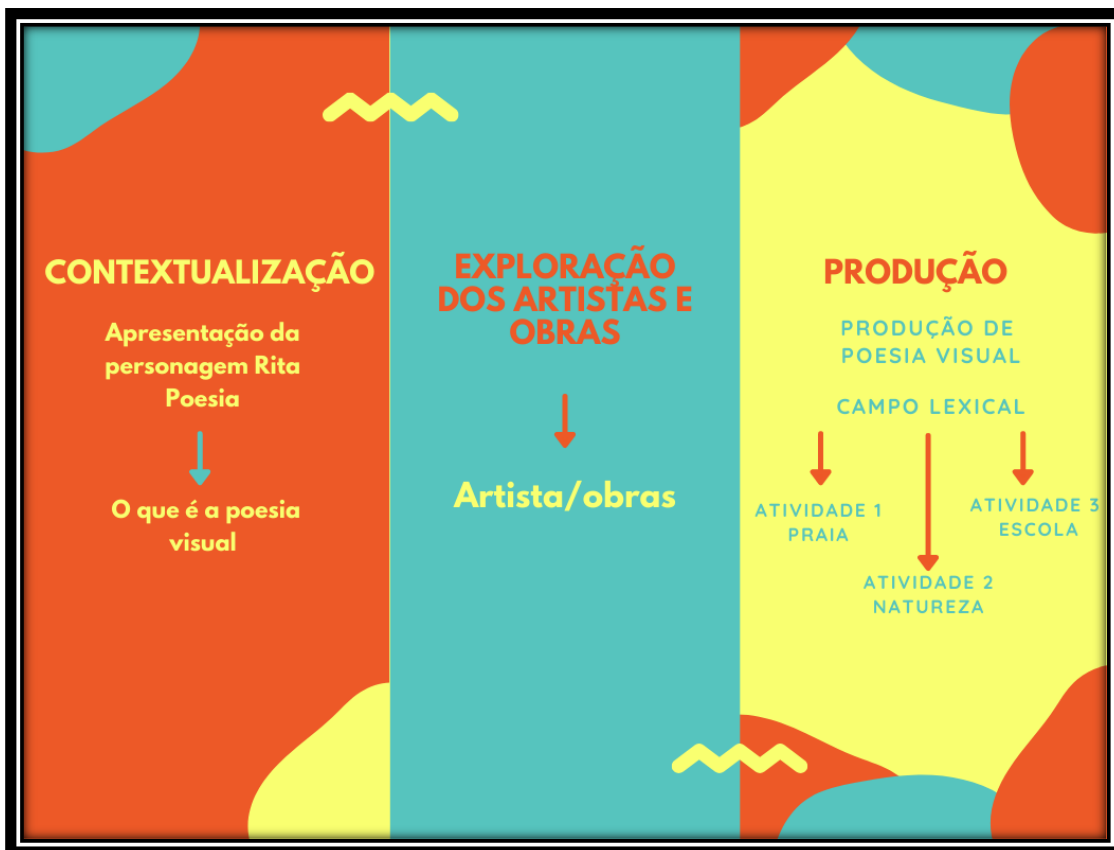 CONTEXTUALIZAÇÃO
Apresentação da
personagem Rita
Poesia
O que é a poesia
visual
EXPLORAÇÃO
DOS ARTISTAS E
OBRAS
Artista/obras
PRODUÇÃO
PRODUÇÃO DE
POESIA VISUAL
CAMPO LEXICAL
ATIVIDADE 1
PRAIA
ATIVIDADE 2
NATUREZA
ATIVIDADE 3
ESCOLA